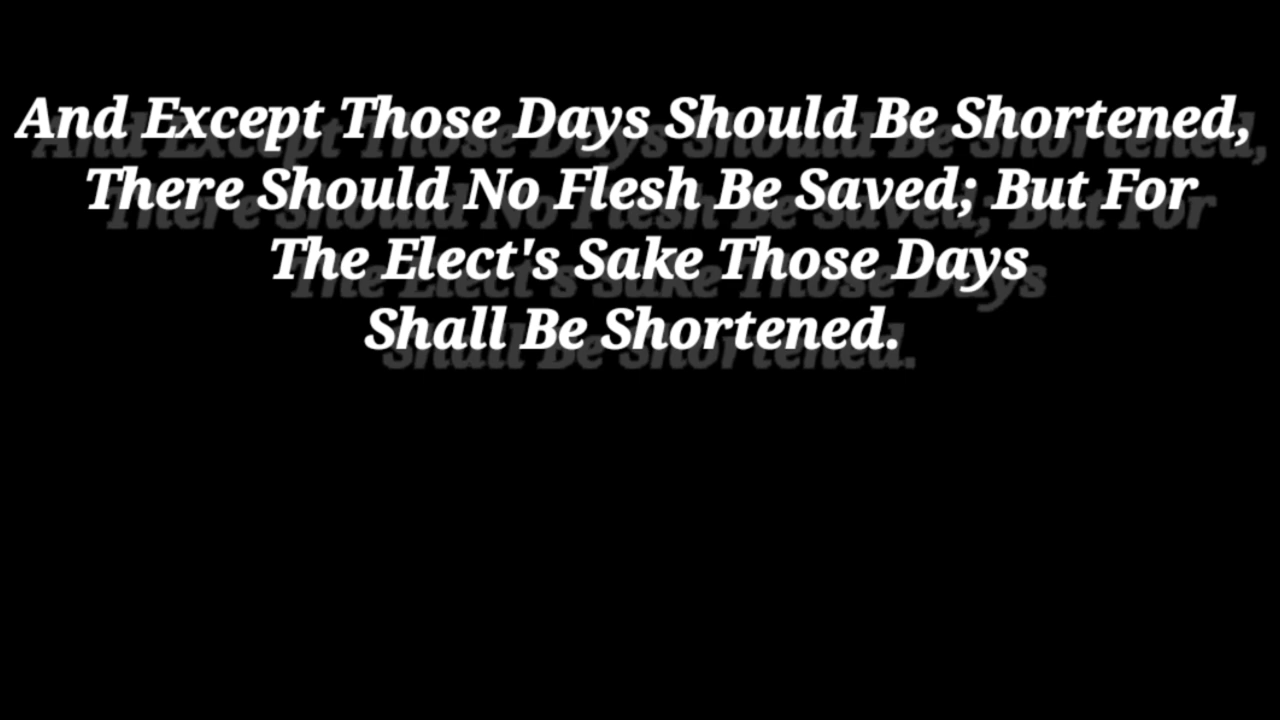 And Except Those Days Should Be Shortened,
There Should No Flesh Be Saved; But For
The Elect's Sake Those Days
Shall Be Shortened.